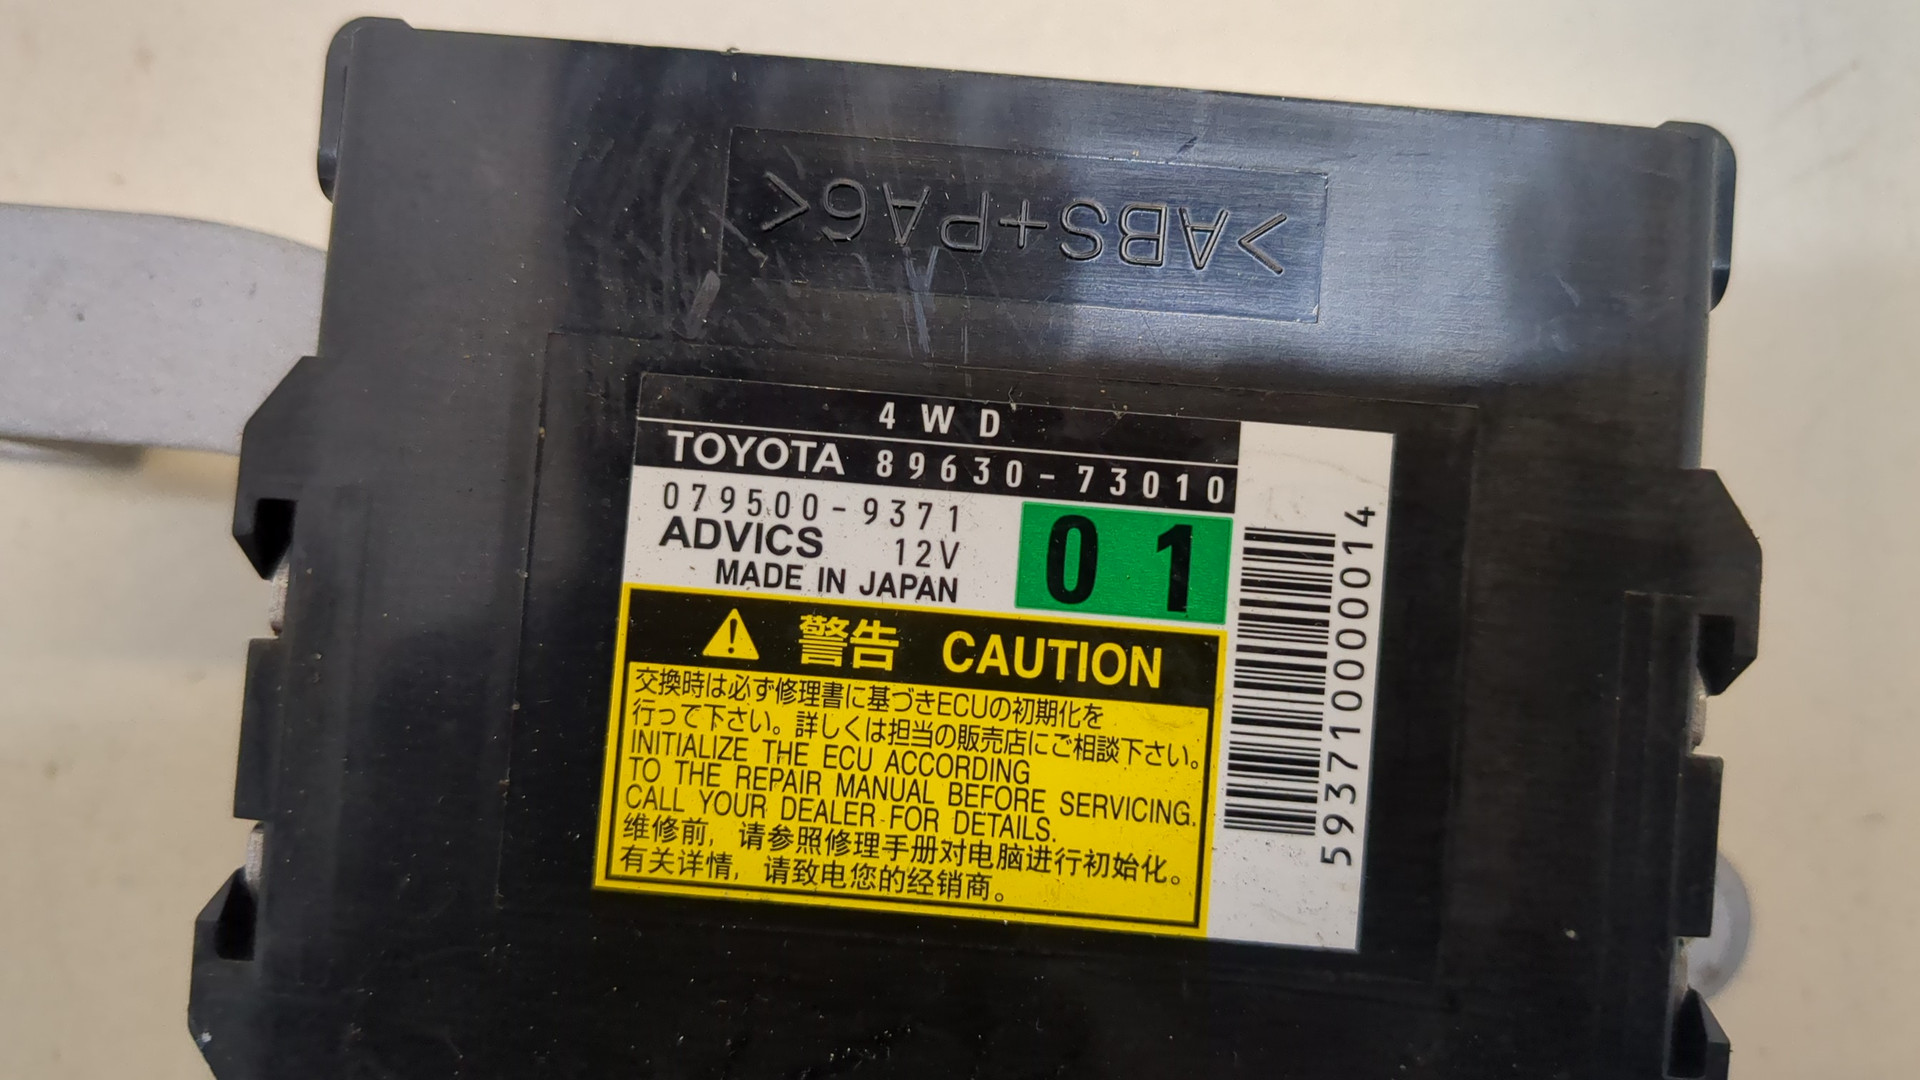 >ABS+PA6<
4WD
TOYOTA 89630-73010
079500-9371
ADVICS 12V
MADE IN JAPAN
01
警告 CAUTION
交換時は必ず修理書に基づきECUの初期化を
行って下さい。詳しくは担当の販売店にご相談下さい。
INITIALIZE THE ECU ACCORDING
TO THE REPAIR MANUAL BEFORE SERVICING.
CALL YOUR DEALER FOR DETAILS.
维修前，请参照修理手册对电脑进行初始化。
有关详情，请致电您的经销商。
593710000014